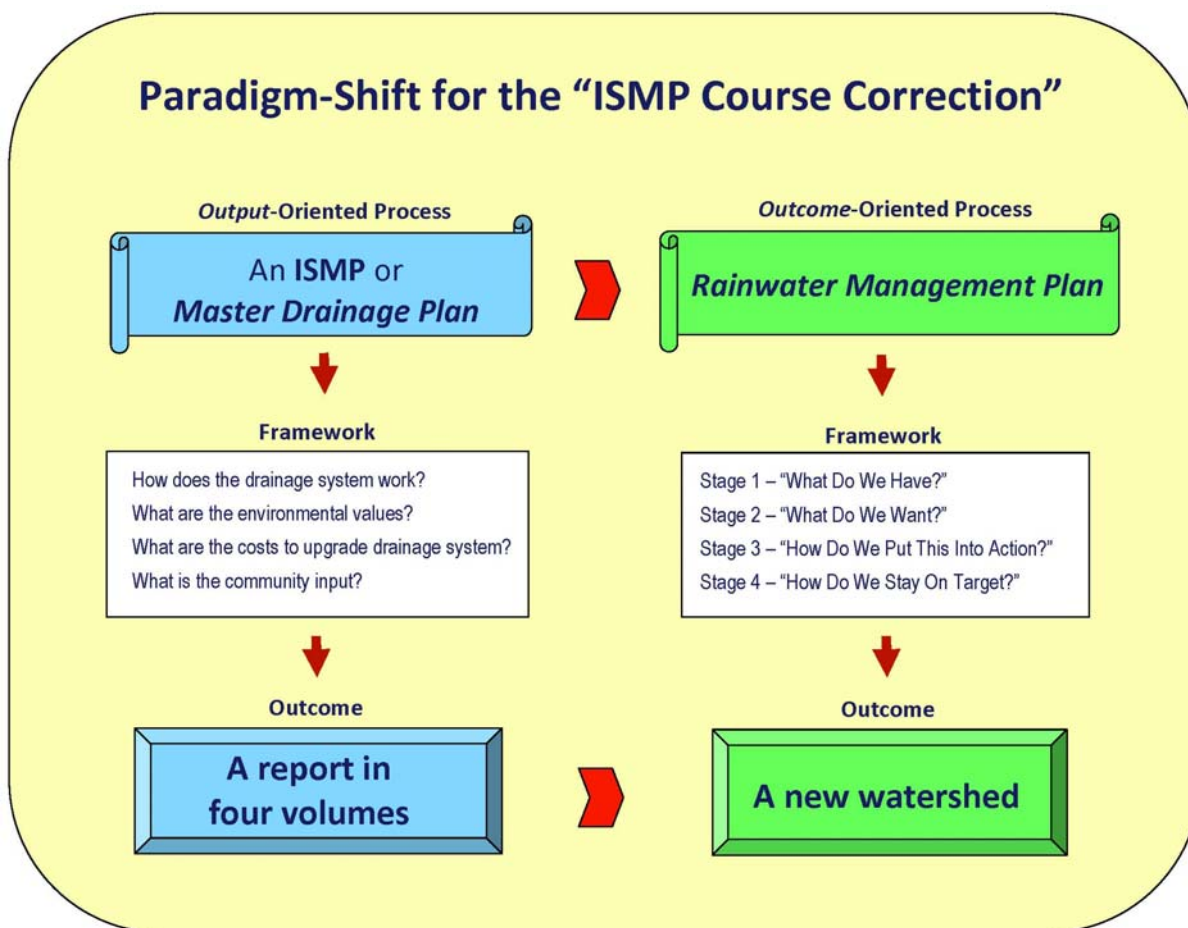 Paradigm-Shift for the “ISMP Course Correction”
Output-Oriented Process
An ISMP or
Master Drainage Plan
Framework
How does the drainage system work?
What are the environmental values?
What are the costs to upgrade drainage system?
What is the community input?
Outcome
A report in
four volumes
Outcome-Oriented Process
Rainwater Management Plan
Framework
Stage 1 – “What Do We Have?”
Stage 2 – “What Do We Want?”
Stage 3 – “How Do We Put This Into Action?”
Stage 4 – “How Do We Stay On Target?”
Outcome
A new watershed